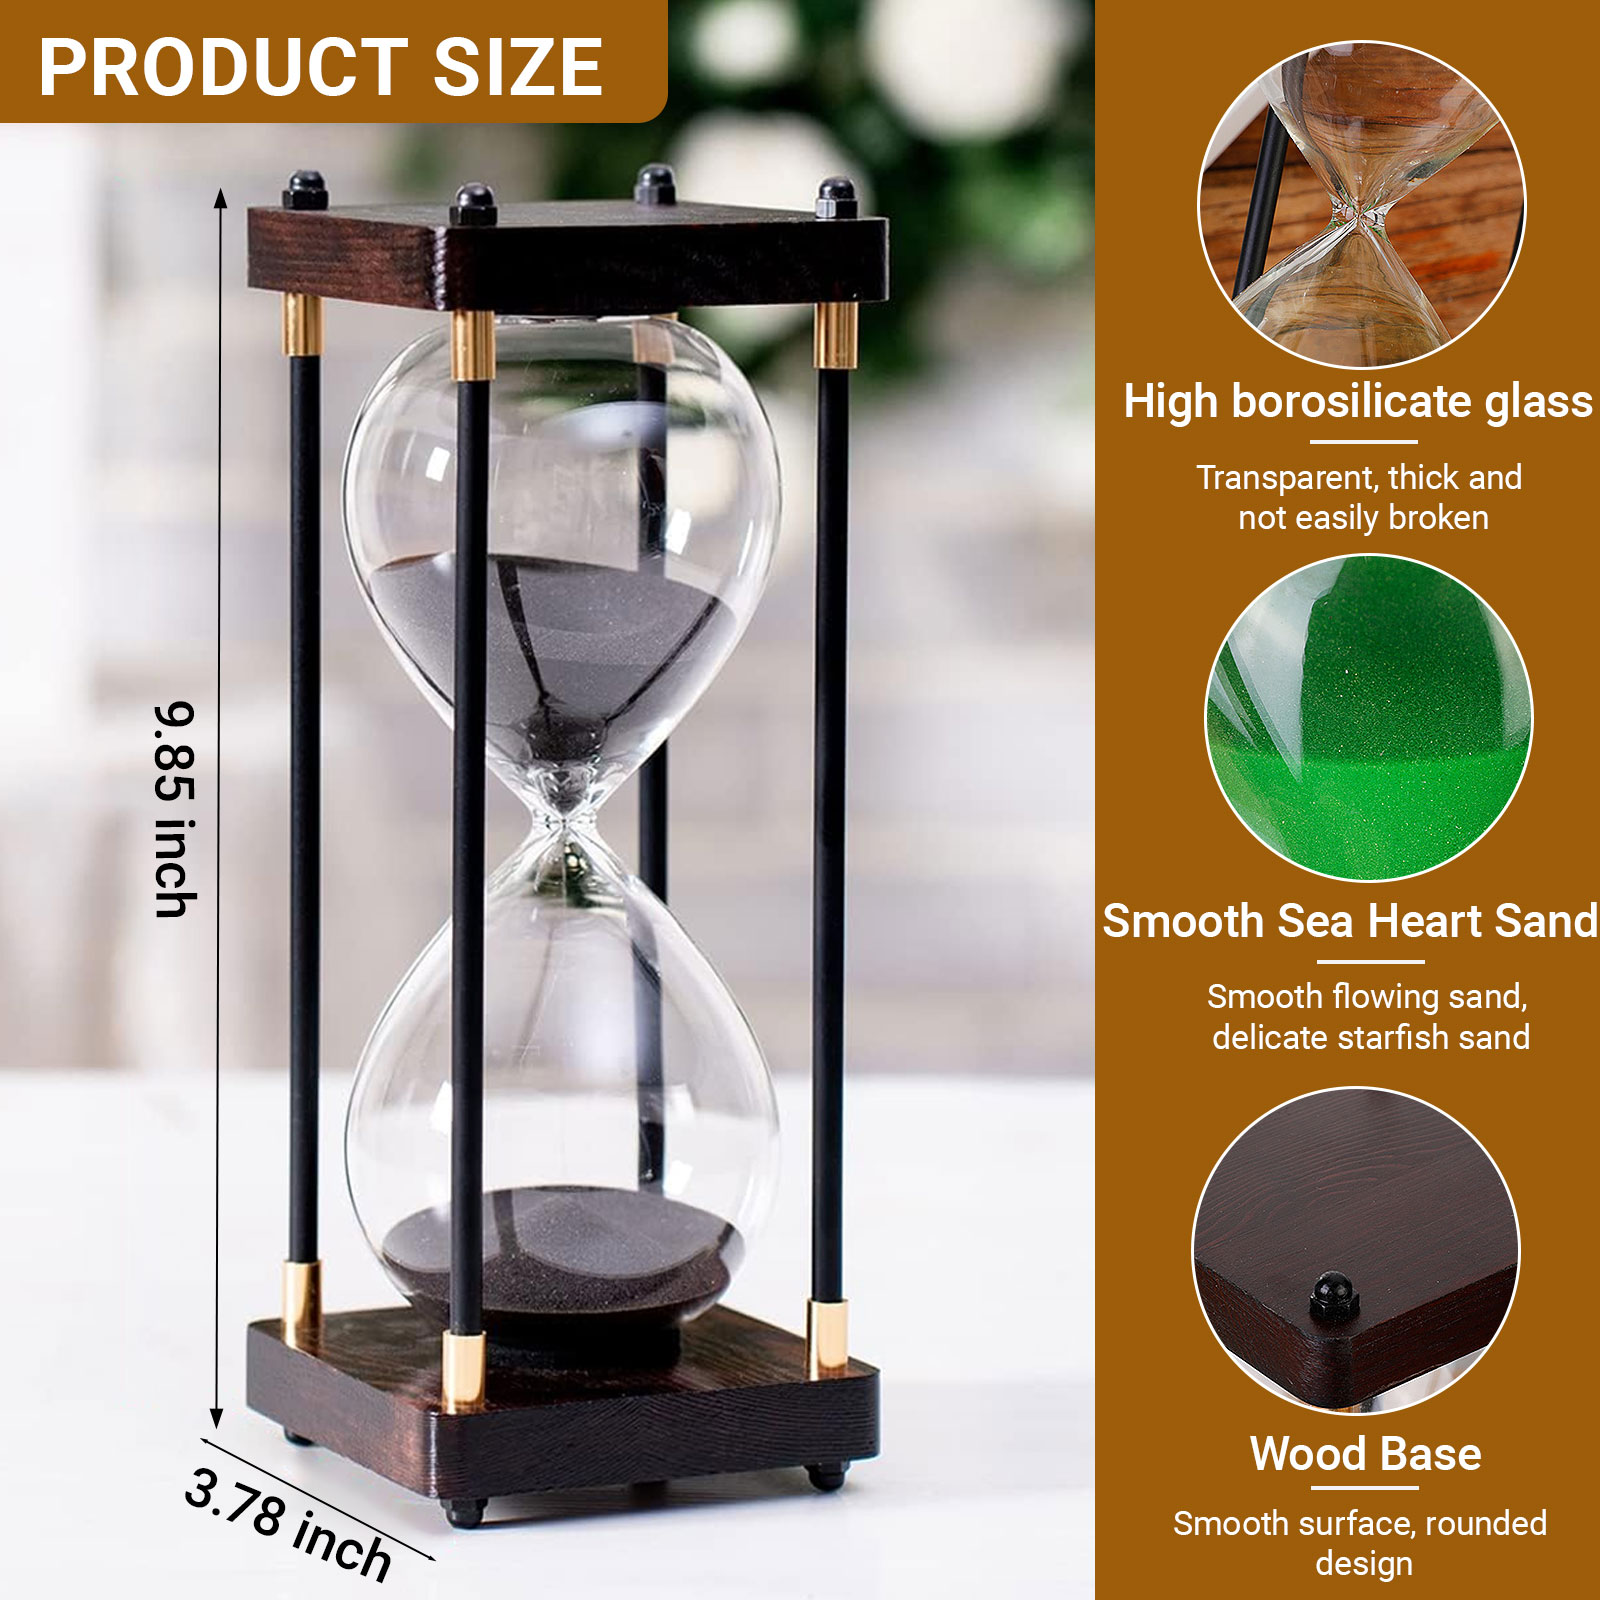 PRODUCT SIZE
9.85 inch
3.78 inch
High borosilicate glass
Transparent, thick and
not easily broken
Smooth Sea Heart Sand
Smooth flowing sand,
delicate starfish sand
Wood Base
Smooth surface, rounded
design